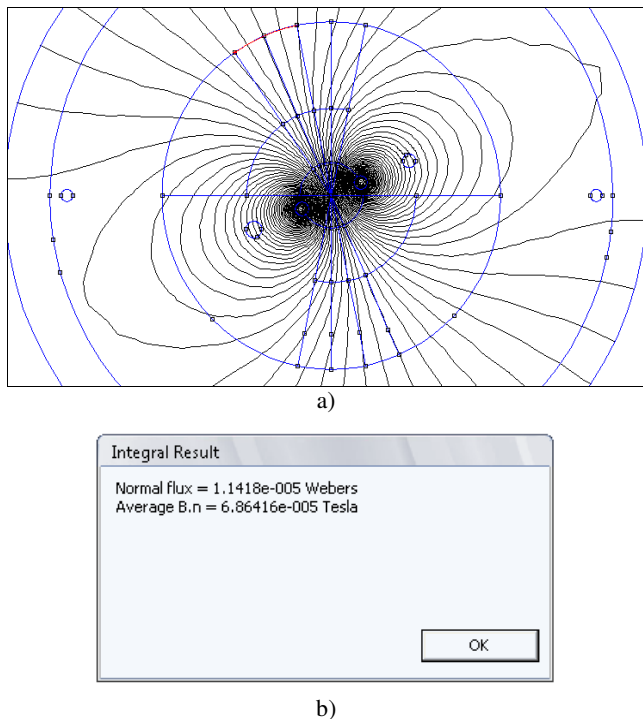 a)
Integral Result
Normal flux = 1.1418e-005 Webers
Average B.n = 6.86416e-005 Tesla
OK
b)